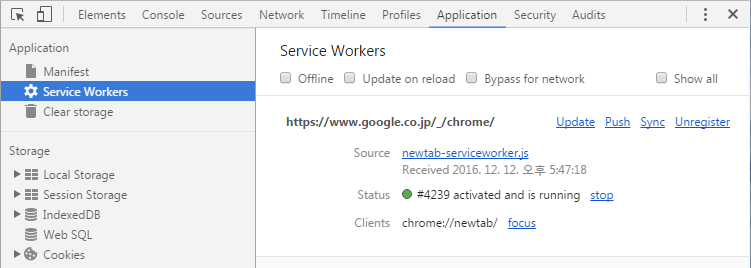 Elements Console Sources Network Timeline Profiles Application Security Audits
Application
Manifest
Service Workers
Clear storage
Storage
Local Storage
Session Storage
IndexedDB
Web SQL
Cookies
Service Workers
Offline Update on reload Bypass for network Show all
https://www.google.co.jp/_/chrome/ Update Push Sync Unregister
Source newtab-serviceworker.js
Received 2016. 12. 12. 오후 5:47:18
Status #4239 activated and is running stop
Clients chrome://newtab/ focus